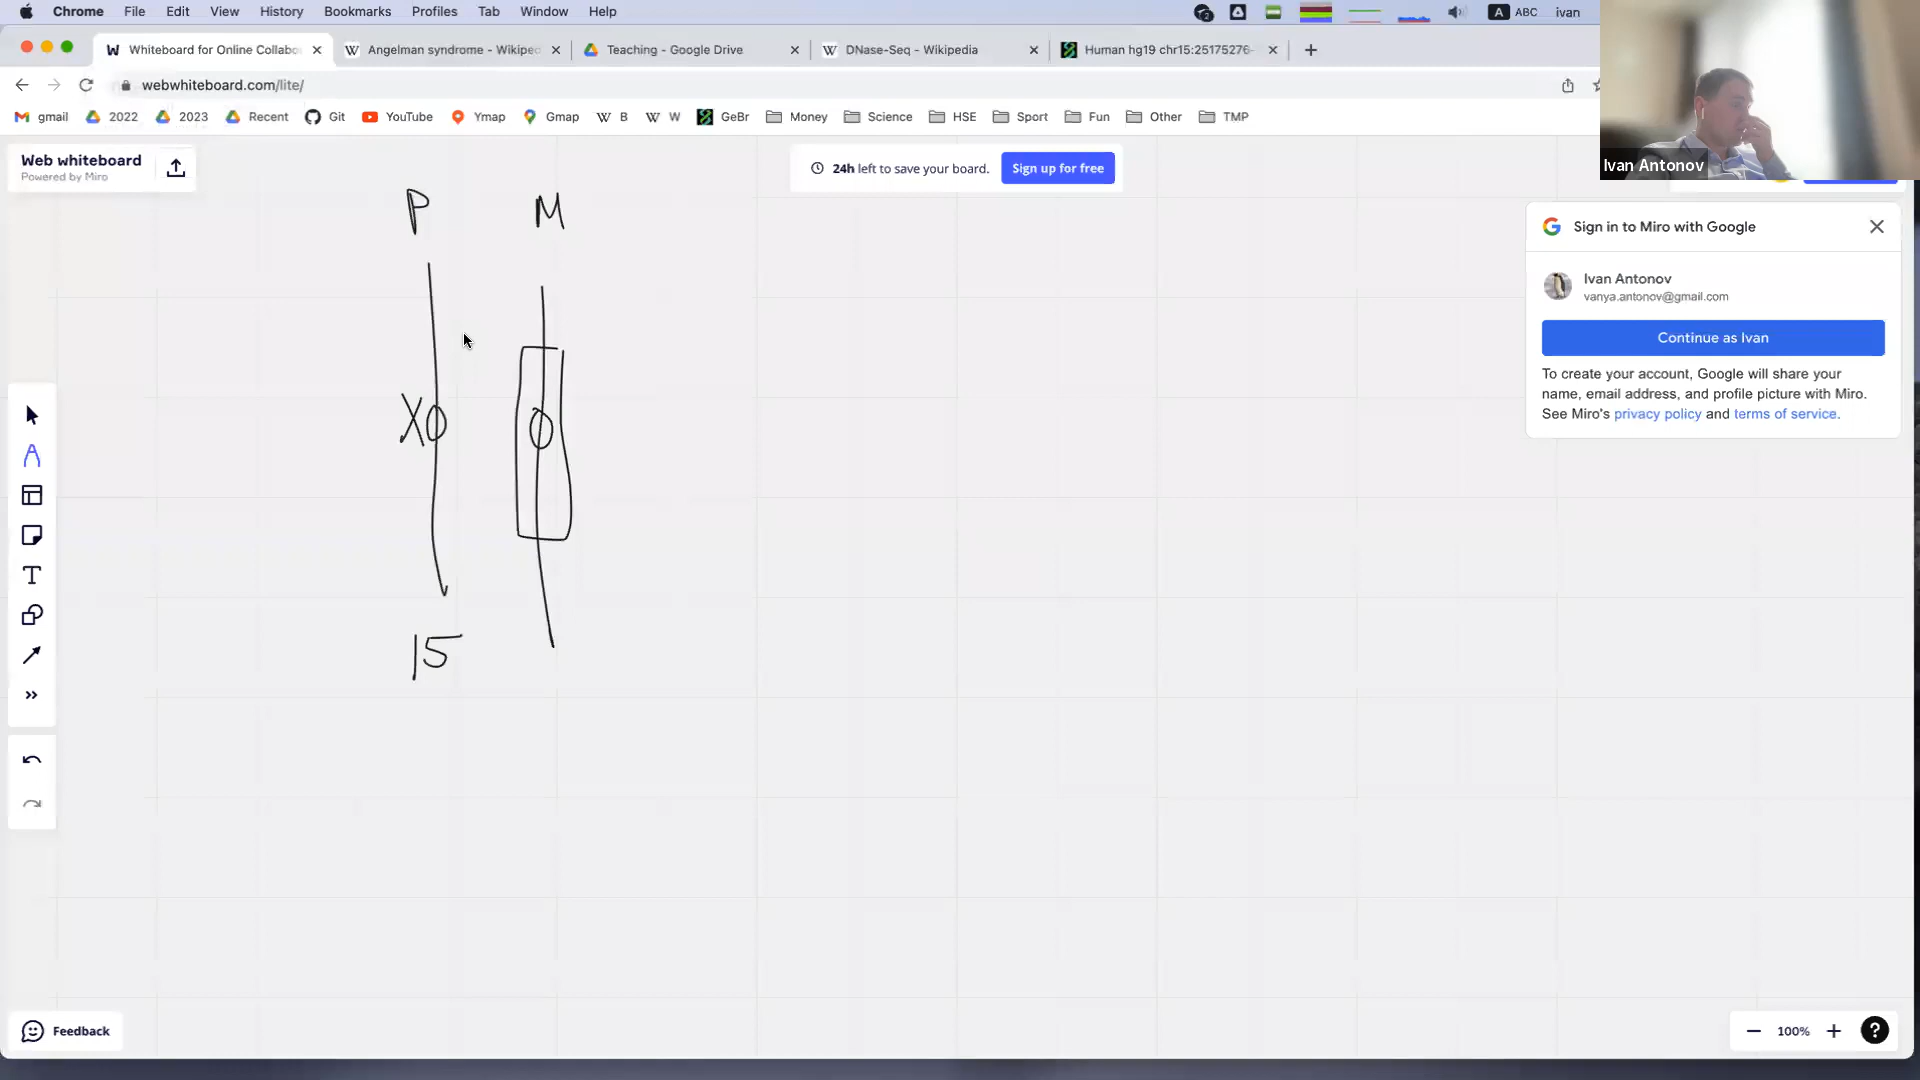 Chrome File Edit View History Bookmarks Profiles Tab Window Help
2 A ABC ivan
W Whiteboard for Online Collabo
W Angelman syndrome - Wikipe
Teaching - Google Drive
W DNase-Seq - Wikipedia
Human hg19 chr15:25175276-
webwhiteboard.com/lite/
gmail 2022 2023 Recent Git YouTube Ymap Gmap W B W W GeBr Money Science HSE Sport Fun Other TMP
Ivan Antonov
Web whiteboard
Powered by Miro
24h left to save your board. Sign up for free
Sign in to Miro with Google
Ivan Antonov
vanya.antonov@gmail.com
Continue as Ivan
To create your account, Google will share your
name, email address, and profile picture with Miro.
See Miro's privacy policy and terms of service.
P M
X
15
T
Feedback
100% ?